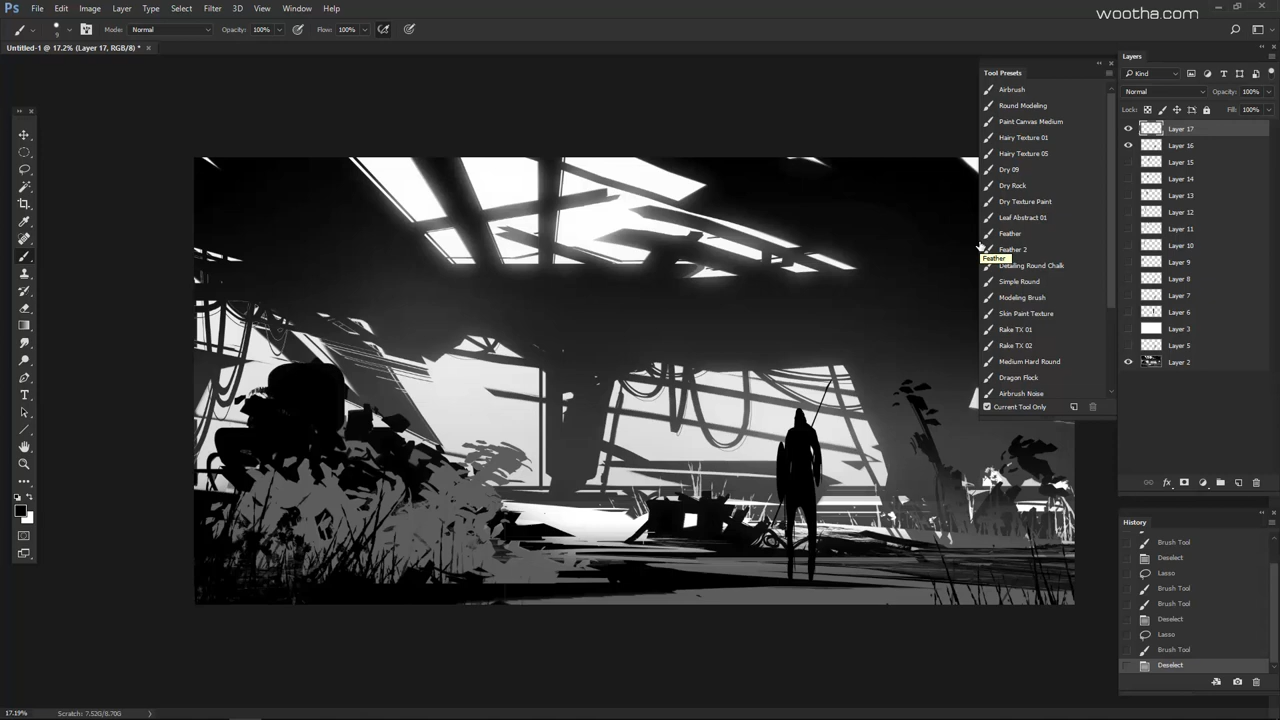 Ps File Edit Image Layer Type Select Filter 3D View Window Help
wootha.com
9 Mode: Normal Opacity: 100% Flow: 100%
Untitled-1 @ 17.2% (Layer 17, RGB/8) * ×
Tool Presets
Airbrush
Round Modeling
Paint Canvas Medium
Hairy Texture 01
Hairy Texture 05
Dry 09
Dry Rock
Dry Texture Paint
Leaf Abstract 01
Feather
Feather 2
Feather
Detailing Round Chalk
Simple Round
Modeling Brush
Skin Paint Texture
Rake TX 01
Rake TX 02
Medium Hard Round
Dragon Flock
Airbrush Noise
Current Tool Only
Layers
Kind
Normal Opacity: 100%
Lock: Fill: 100%
Layer 17
Layer 16
Layer 15
Layer 14
Layer 13
Layer 12
Layer 11
Layer 10
Layer 9
Layer 8
Layer 7
Layer 6
Layer 3
Layer 5
Layer 2
History
Brush Tool
Deselect
Lasso
Brush Tool
Brush Tool
Deselect
Lasso
Brush Tool
Deselect
17.19% Scratch: 7.52G/8.70G